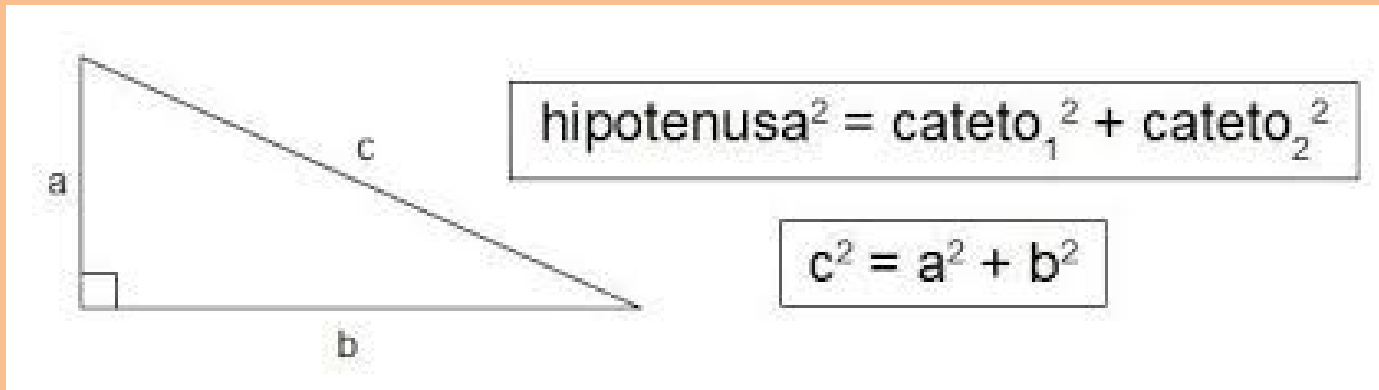 hipotenusa² = cateto₁² + cateto₂²
c
a
c² = a² + b²
b